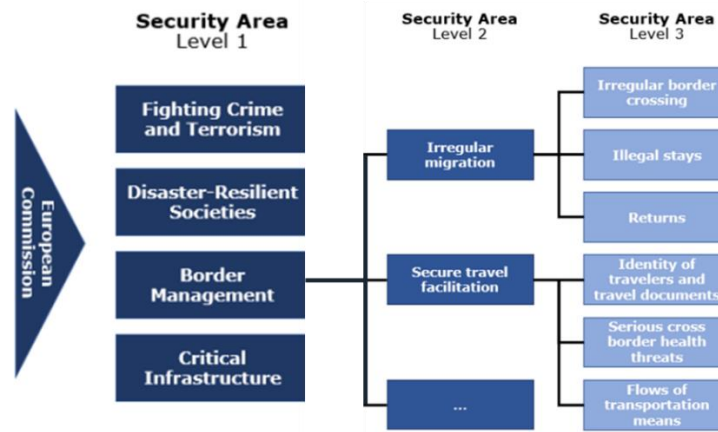 Security Area
Level 1
Security Area
Level 2
Security Area
Level 3
European
Commission
Fighting Crime
and Terrorism
Disaster-Resilient
Societies
Border
Management
Critical
Infrastructure
Irregular
migration
Secure travel
facilitation
...
Irregular border
crossing
Illegal stays
Returns
Identity of
travelers and
travel documents
Serious cross
border health
threats
Flows of
transportation
means